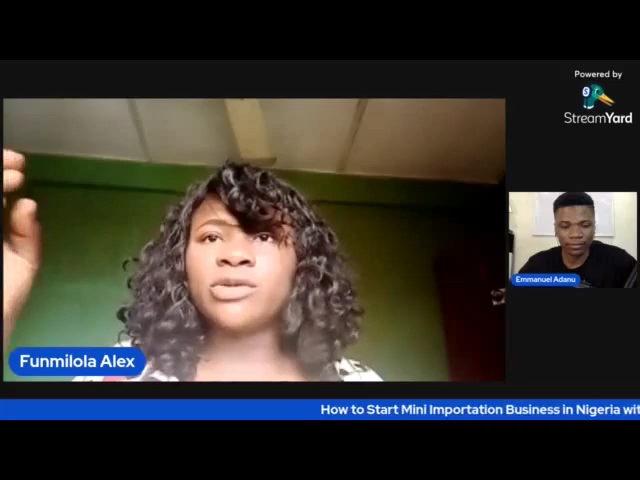 Powered by
StreamYard
Emmanuel Adanu
Funmilola Alex
How to Start Mini Importation Business in Nigeria wit